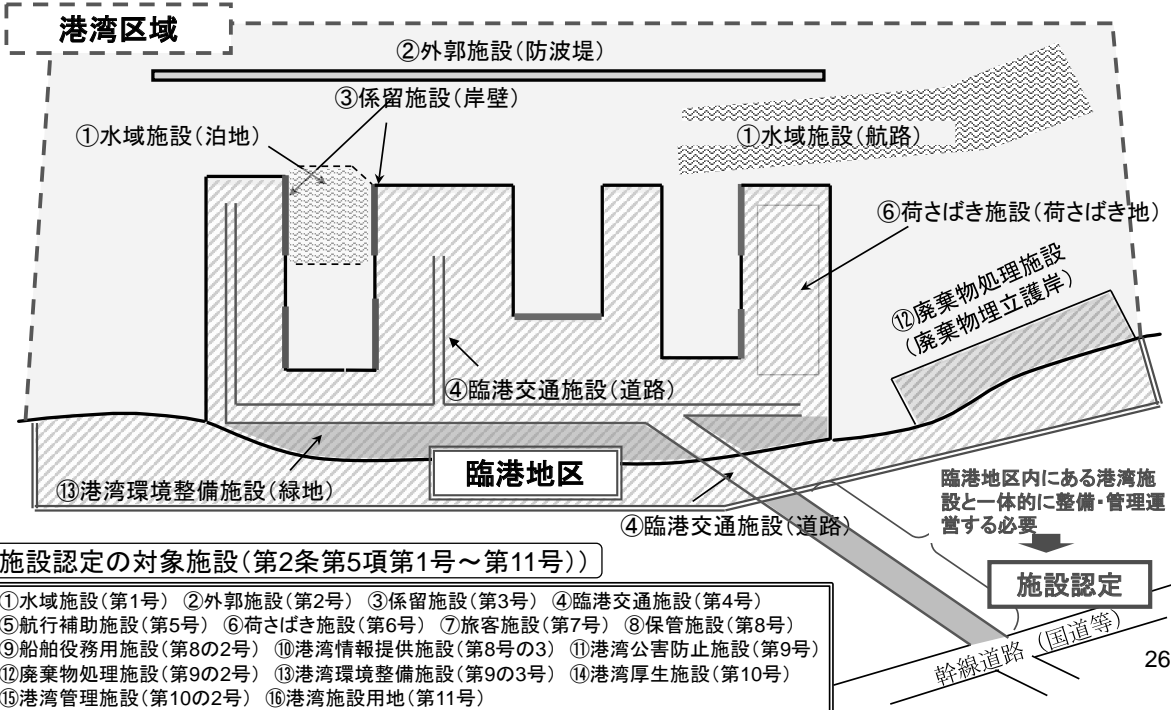 港湾区域
②外郭施設（防波堤）
③係留施設（岸壁）
①水域施設（泊地）
①水域施設（航路）
⑥荷さばき施設（荷さばき地）
⑫廃棄物処理施設
（廃棄物埋立護岸）
④臨港交通施設（道路）
臨港地区
⑬港湾環境整備施設（緑地）
④臨港交通施設（道路）
臨港地区内にある港湾施
設と一体的に整備・管理運
営する必要
施設認定
幹線道路（国道等）
施設認定の対象施設（第2条第5項第1号～第11号））
①水域施設（第1号） ②外郭施設（第2号） ③係留施設（第3号） ④臨港交通施設（第4号）
⑤航行補助施設（第5号） ⑥荷さばき施設（第6号） ⑦旅客施設（第7号） ⑧保管施設（第8号）
⑨船舶役務用施設（第8の2号） ⑩港湾情報提供施設（第8号の3） ⑪港湾公害防止施設（第9号）
⑫廃棄物処理施設（第9の2号） ⑬港湾環境整備施設（第9の3号） ⑭港湾厚生施設（第10号）
⑮港湾管理施設（第10の2号） ⑯港湾施設用地（第11号）
26